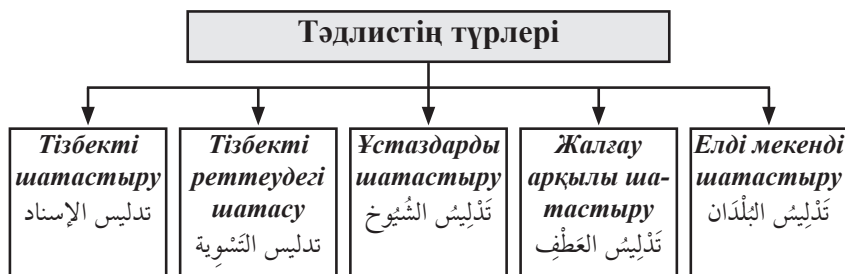 Тәдлистің түрлері
Тізбекті
шатастыру
تدليس الإسناد
Тізбекті
реттеудегі
шатасу
تدليس التَسْوِية
Ұстаздарды
шатастыру
تَدْلِيسُ الشُيُوخ
Жалғау
арқылы ша-
тастыру
تَدْلِيسُ العَطْفِ
Елді мекенді
шатастыру
تَدْلِيسُ البُلْدَان